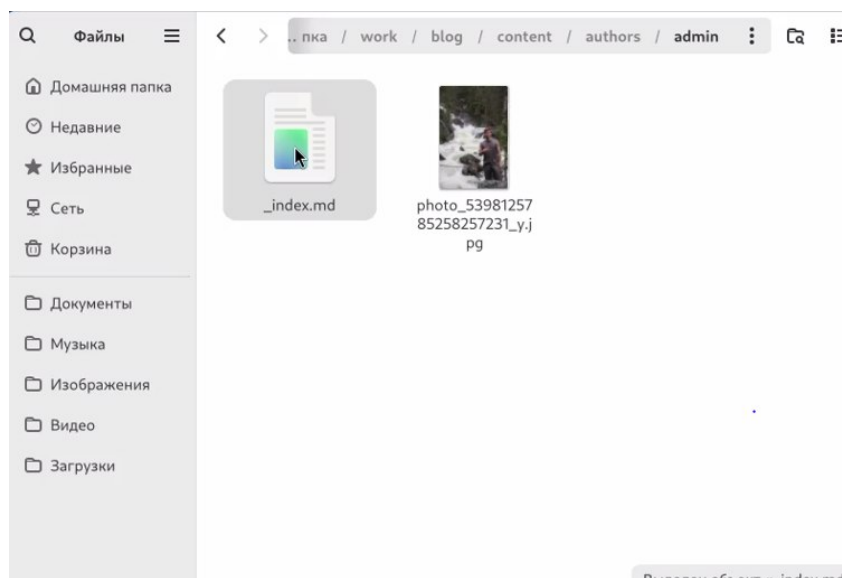 Файлы
.. пка / work / blog / content / authors / admin
Домашняя папка
Недавние
Избранные
Сеть
Корзина
Документы
Музыка
Изображения
Видео
Загрузки
_index.md
photo_53981257
85258257231_y.j
pg